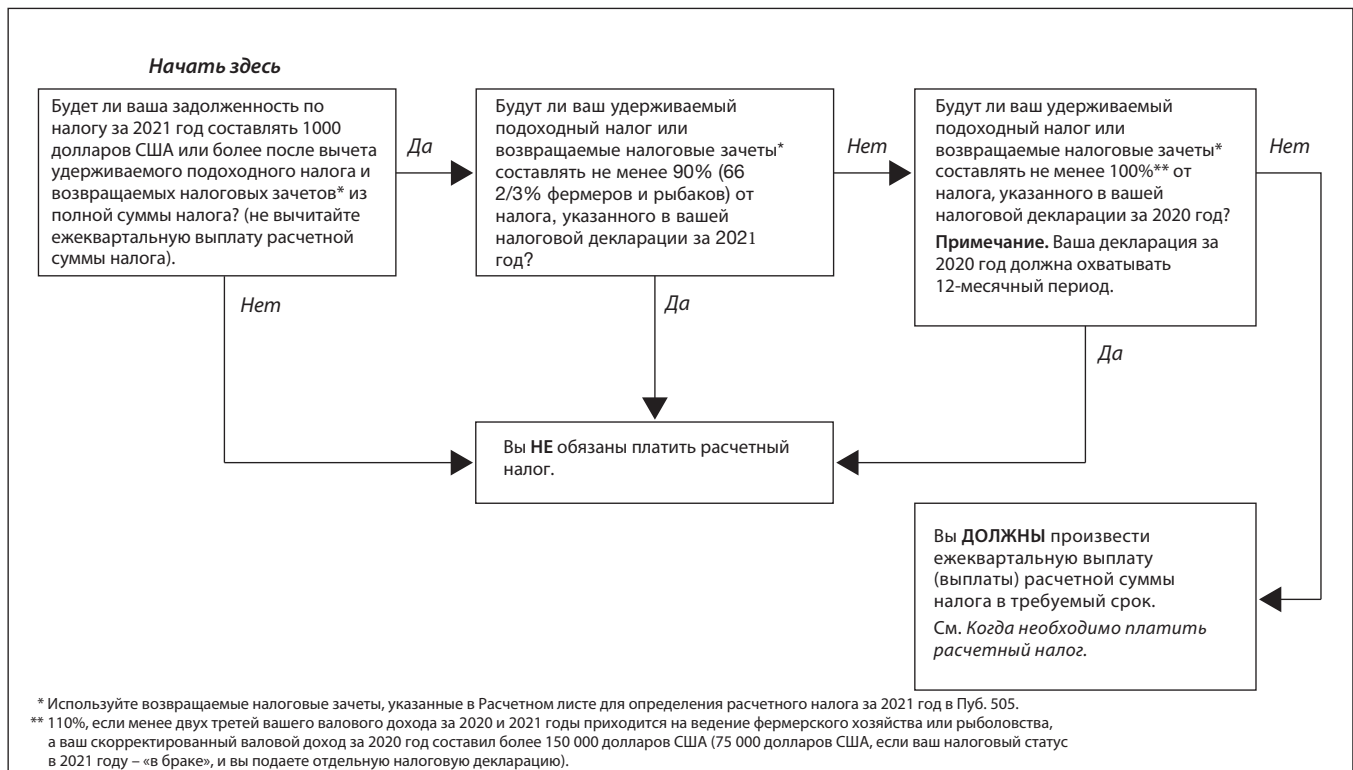 Начать здесь
Будет ли ваша задолженность по
налогу за 2021 год составлять 1000
долларов США или более после вычета
удерживаемого подоходного налога и
возвращаемых налоговых зачетов* из
полной суммы налога? (не вычитайте
ежеквартальную выплату расчетной
суммы налога).
Да
Нет
Будут ли ваш удерживаемый
подоходный налог или
возвращаемые налоговые зачеты*
составлять не менее 90% (66
2/3% фермеров и рыбаков) от
налога, указанного в вашей
налоговой декларации за 2021
год?
Нет
Да
Будут ли ваш удерживаемый
подоходный налог или
возвращаемые налоговые зачеты*
составлять не менее 100%** от
налога, указанного в вашей
налоговой декларации за 2020 год?
Примечание. Ваша декларация за
2020 год должна охватывать
12-месячный период.
Нет
Да
Вы НЕ обязаны платить расчетный
налог.
Вы ДОЛЖНЫ произвести
ежеквартальную выплату
(выплаты) расчетной суммы
налога в требуемый срок.
См. Когда необходимо платить
расчетный налог.
* Используйте возвращаемые налоговые зачеты, указанные в Расчетном листе для определения расчетного налога за 2021 год в Пуб. 505.
** 110%, если менее двух третей вашего валового дохода за 2020 и 2021 годы приходится на ведение фермерского хозяйства или рыболовства,
а ваш скорректированный валовой доход за 2020 год составил более 150 000 долларов США (75 000 долларов США, если ваш налоговый статус
в 2021 году – «в браке», и вы подаете отдельную налоговую декларацию).